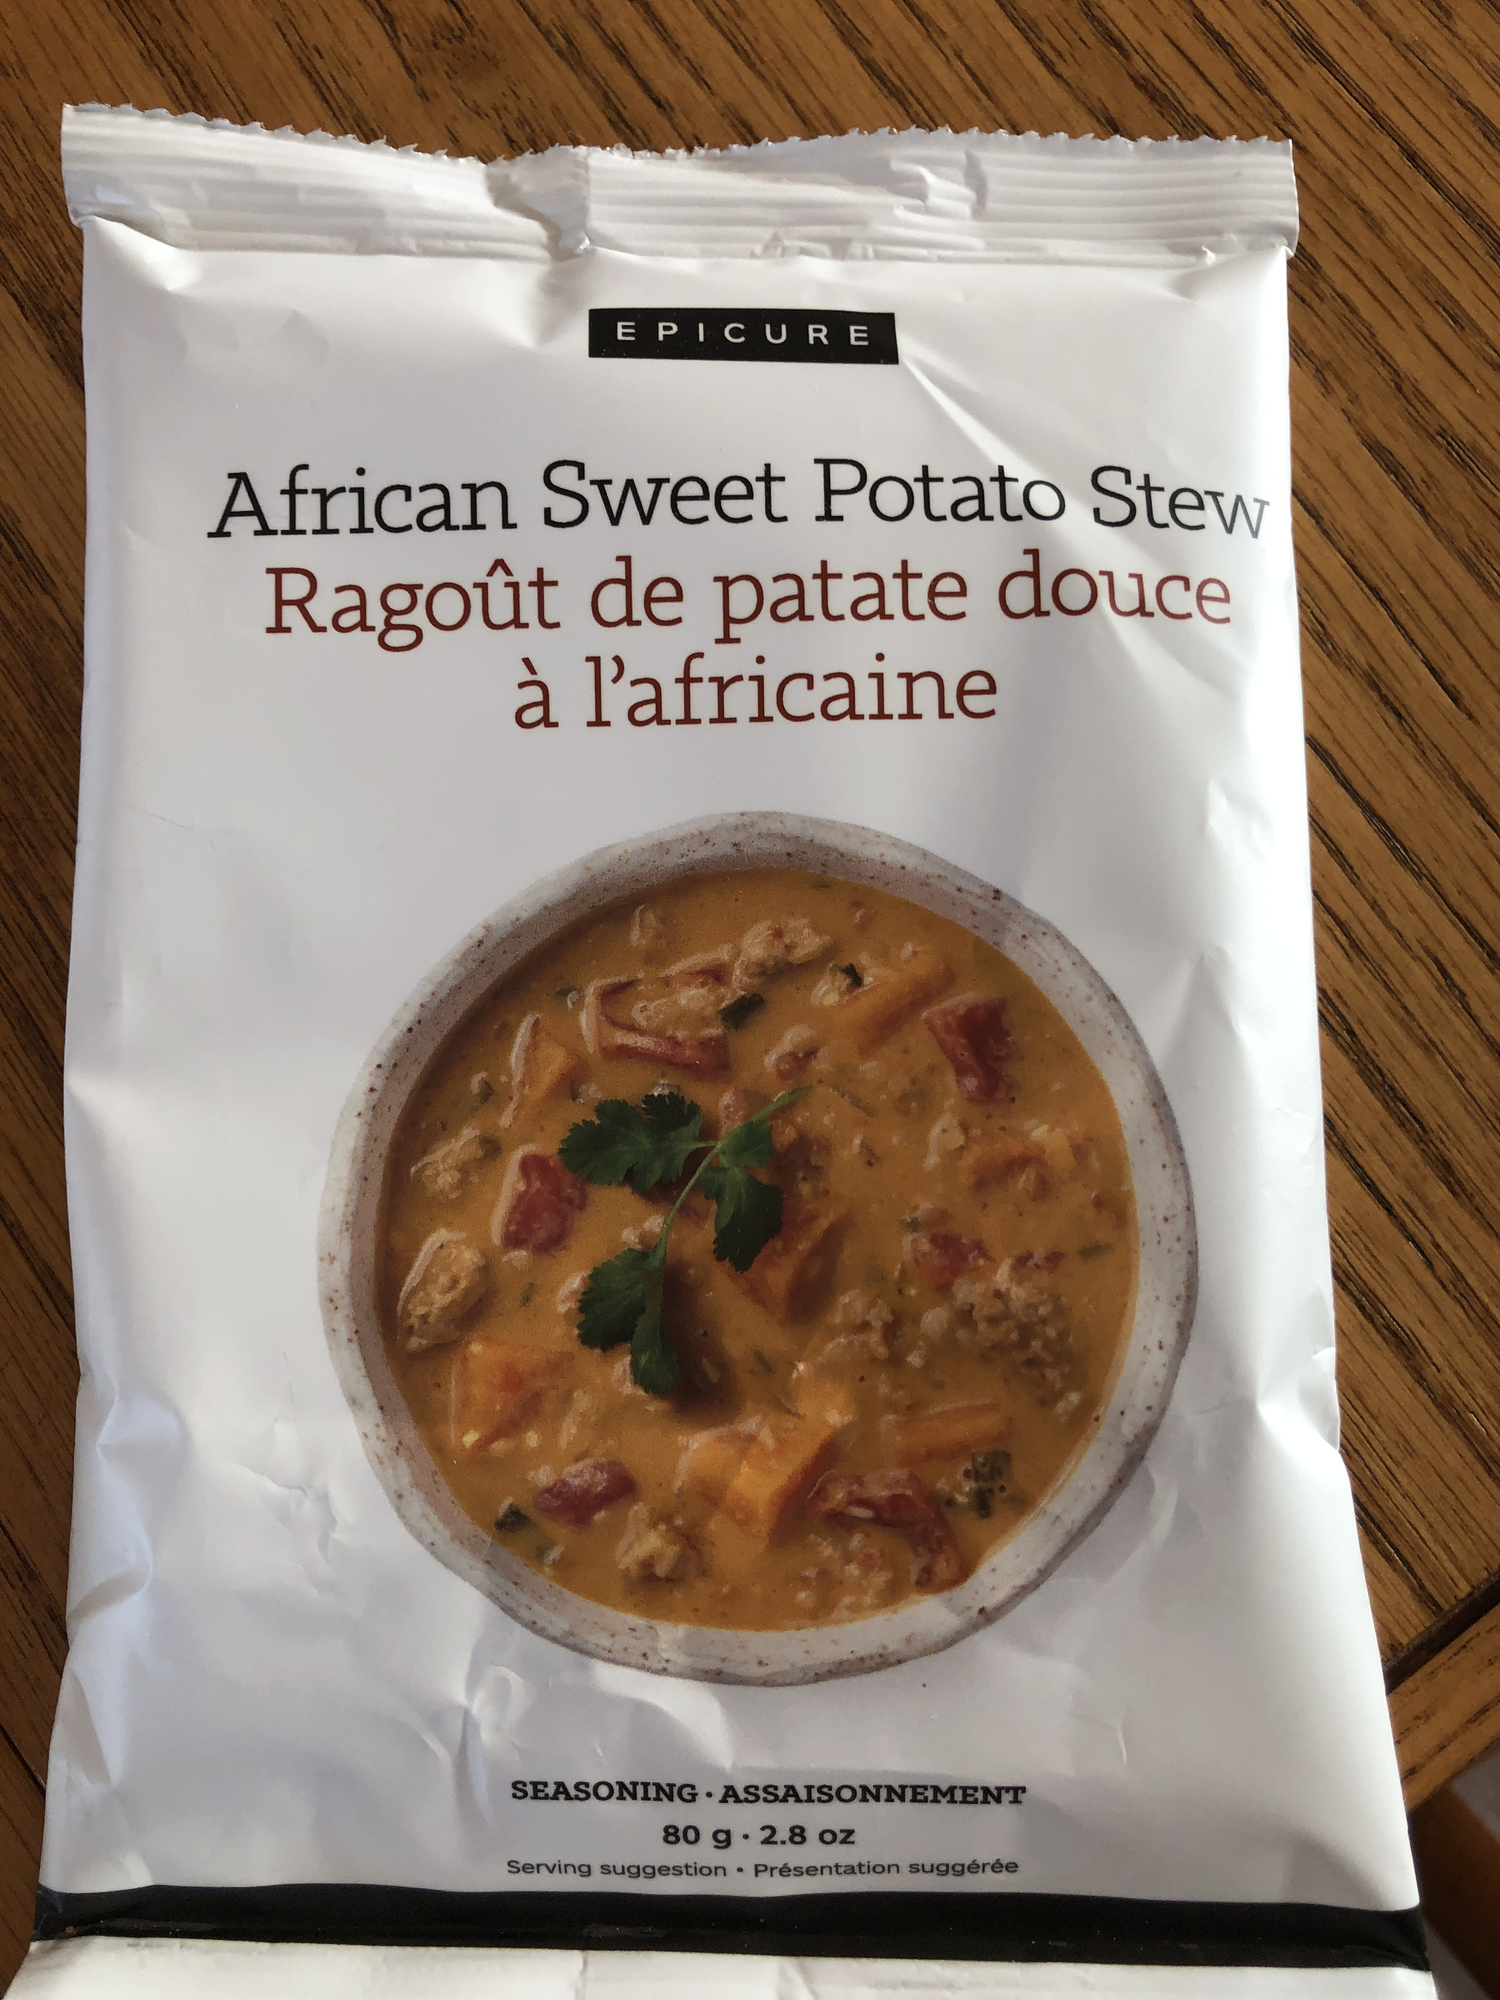 EPICURE
African Sweet Potato Stew
Ragoût de patate douce
à l'africaine
SEASONING · ASSAISONNEMENT
80 g · 2.8 oz
Serving suggestion • Présentation suggérée